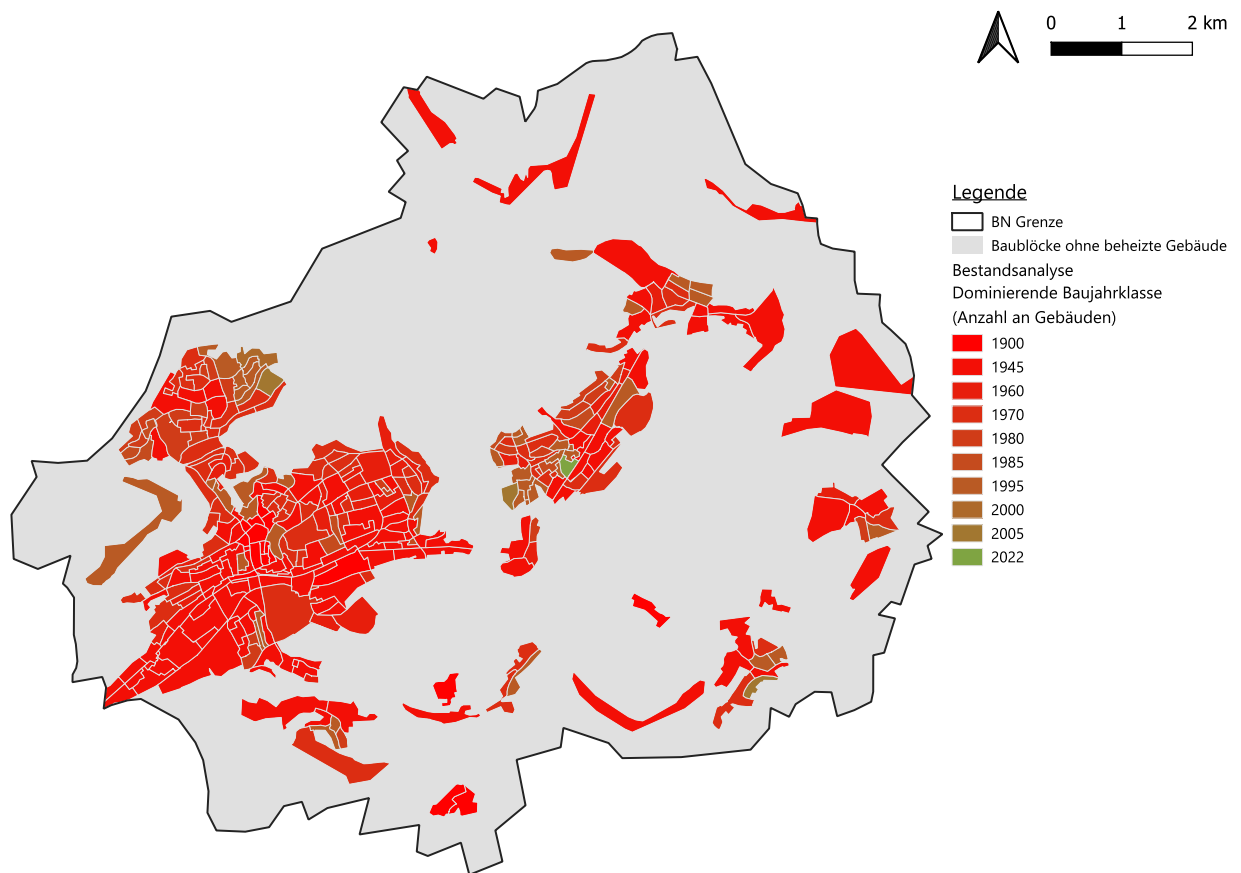 0 1 2 km
Legende
BN Grenze
Baublöcke ohne beheizte Gebäude
Bestandsanalyse
Dominierende Baujahrklasse
(Anzahl an Gebäuden)
1900
1945
1960
1970
1980
1985
1995
2000
2005
2022